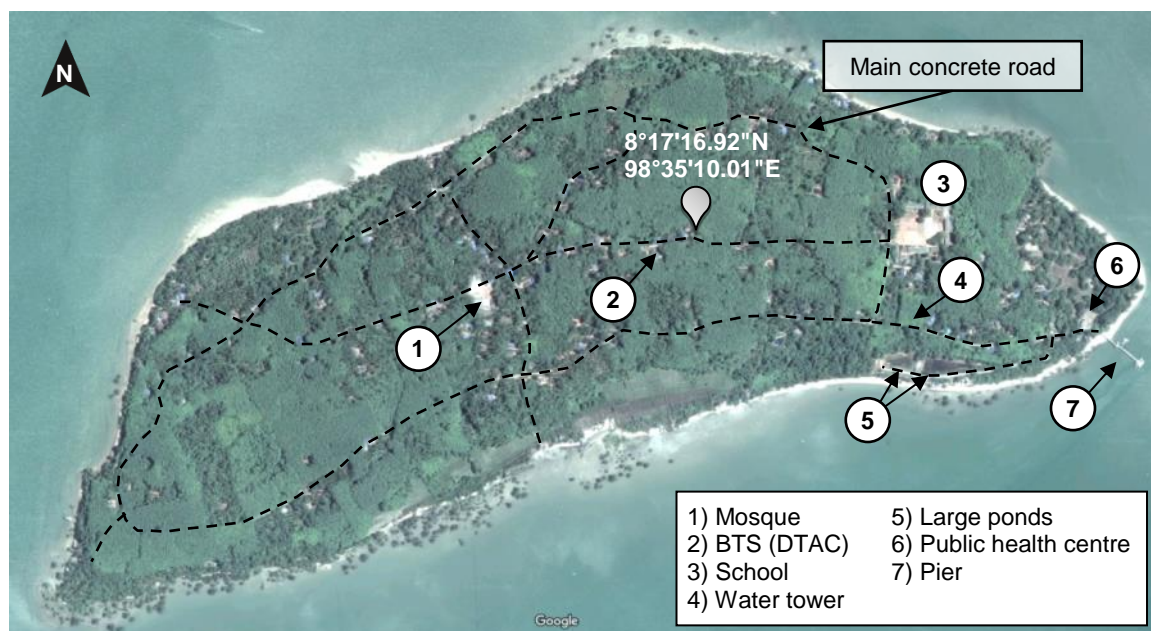 N
Main concrete road
8°17'16.92"N
98°35'10.01"E
3
6
4
2
1
5
7
1) Mosque
2) BTS (DTAC)
3) School
4) Water tower
5) Large ponds
6) Public health centre
7) Pier
Google